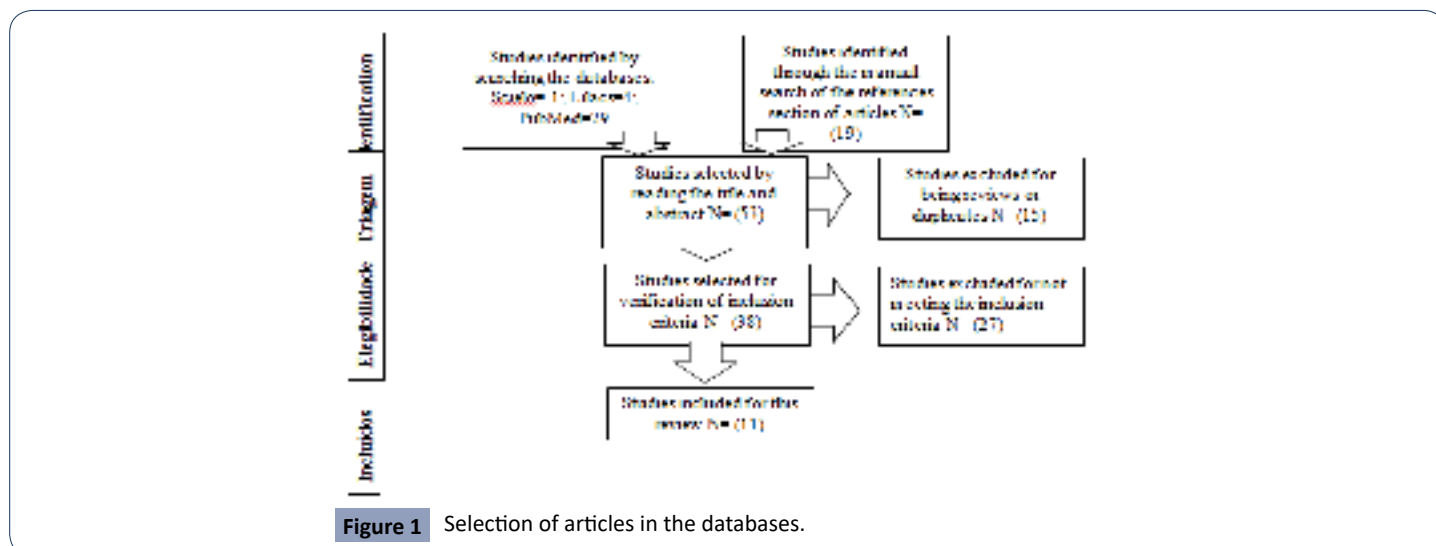 Studies identified by
searching the databases.
PubMed=29
Studies identified
through the manual
search of the references
section of articles N=
(19)
Studies selected by
reading the title and
abstract N= (53)
Studies excluded for
being reviews or
duplicates N (15)
Studies selected for
verification of inclusion
criteria N (38)
Studies excluded for not
meeting the inclusion
criteria N (27)
Studies included for this
review N= (11)
Identification
Elegibilidade
Incluídos
Figure 1 Selection of articles in the databases.